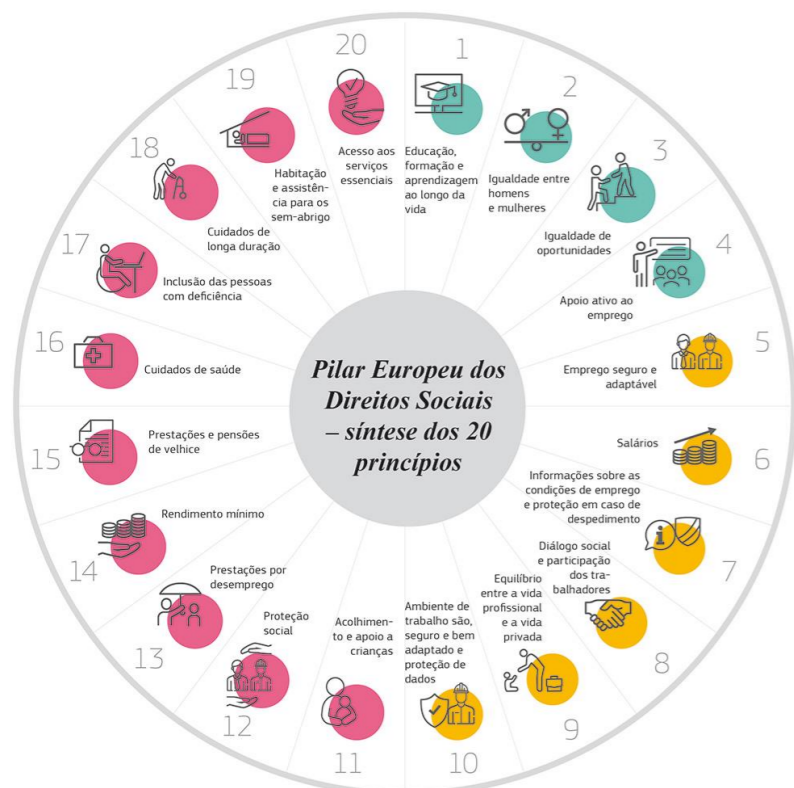 Pilar Europeu dos
Direitos Sociais
– síntese dos 20
princípios
1
Educação,
formação e
aprendizagem
ao longo da
vida
2
Igualdade entre
homens
e mulheres
3
Igualdade de
oportunidades
4
Apoio ativo ao
emprego
5
Emprego seguro e
adaptável
6
Salários
7
Informações sobre as
condições de emprego
e proteção em caso de
despedimento
8
Diálogo social
e participação
dos tra-
balhadores
9
Equilíbrio
entre a vida
profissional
e a vida
privada
10
Ambiente de
trabalho são,
seguro e bem
adaptado e
proteção de
dados
11
Acolhimen-
to e apoio a
crianças
12
Proteção
social
13
Prestações por
desemprego
14
Rendimento mínimo
15
Prestações e pensões
de velhice
16
Cuidados de saúde
17
Inclusão das pessoas
com deficiência
18
Cuidados de
longa duração
19
Habitação
e assistên-
cia para os
sem-abrigo
20
Acesso aos
serviços
essenciais